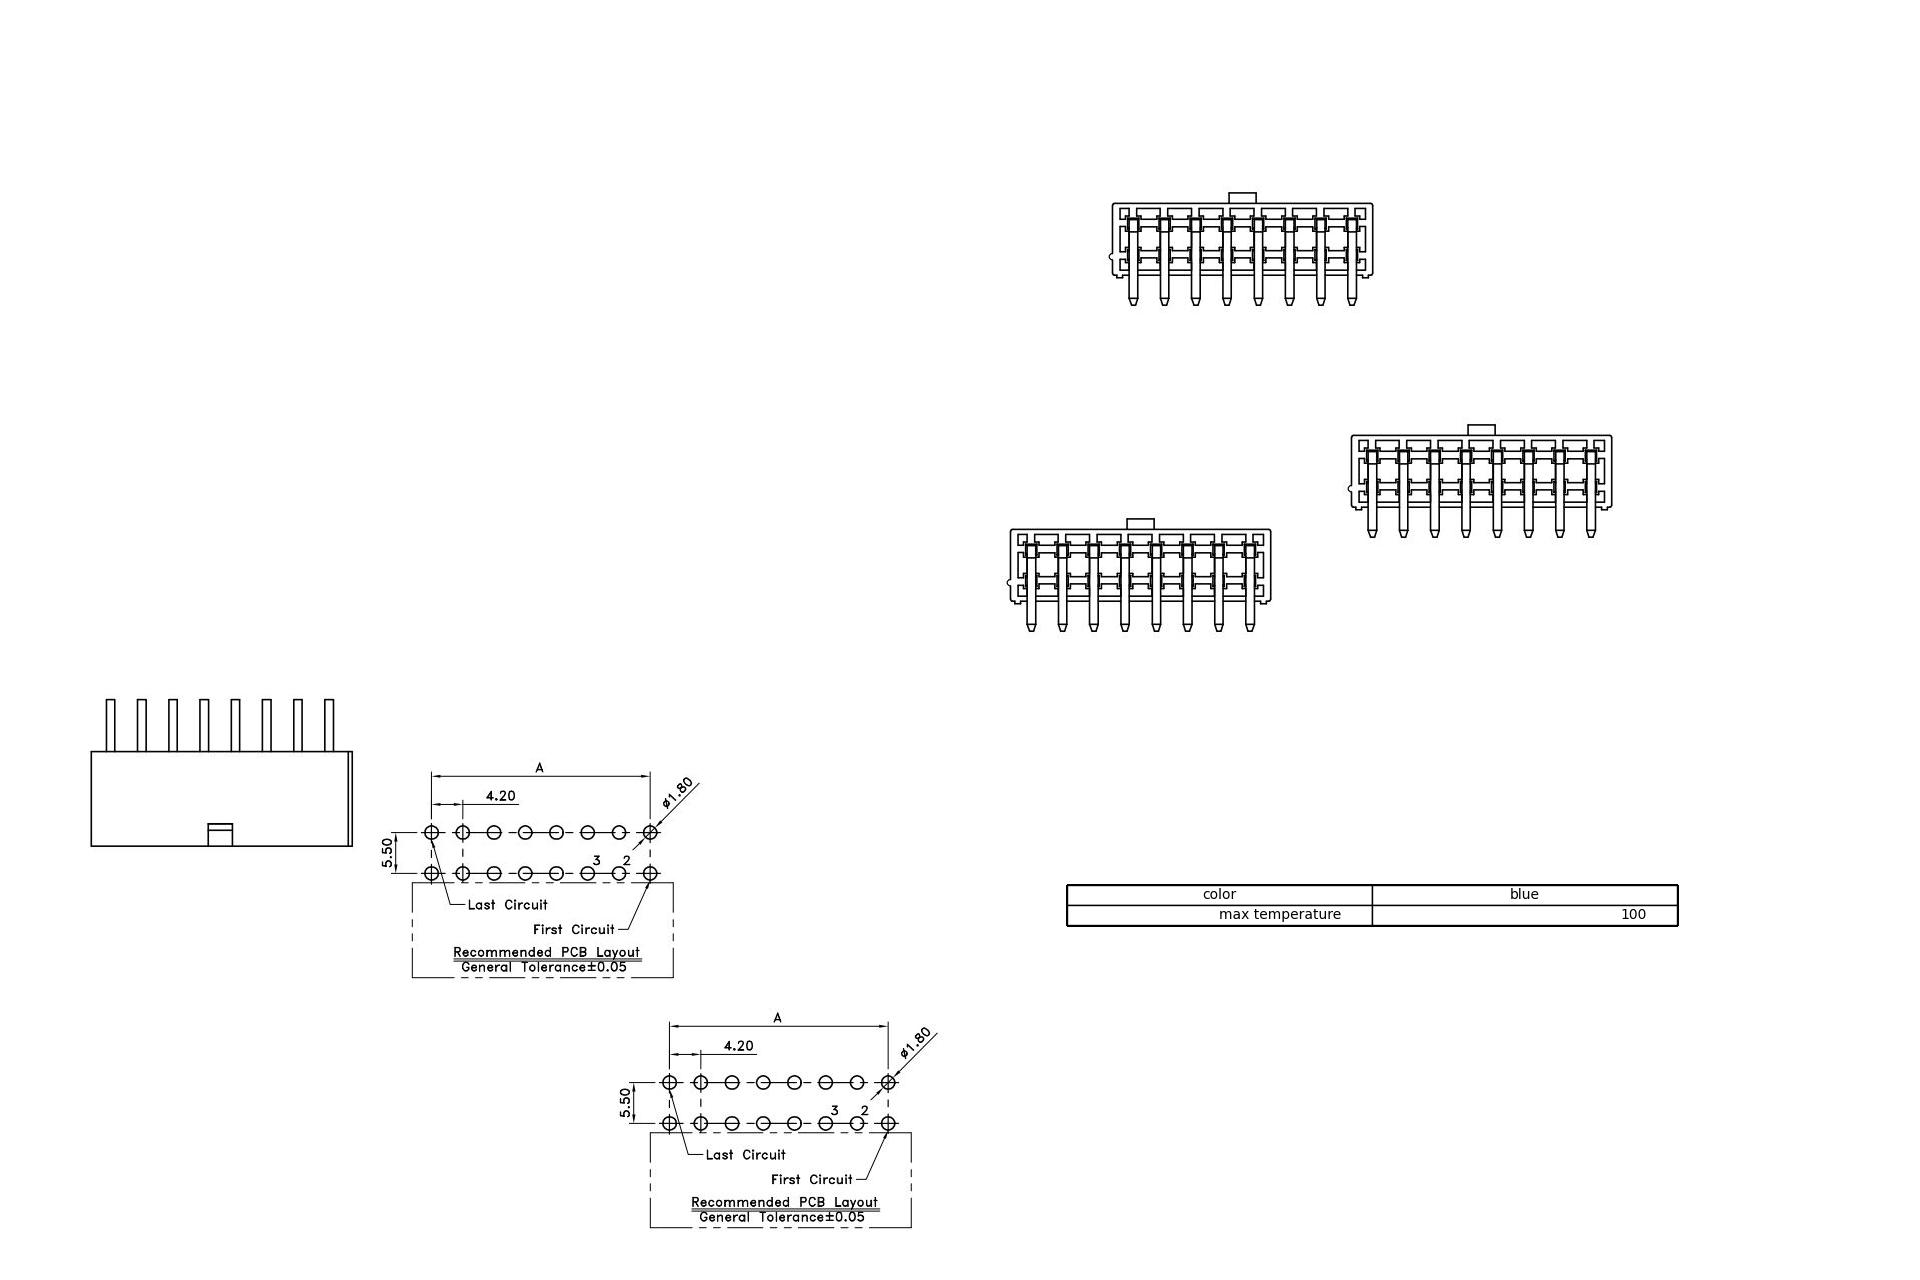 A
4.20
ø1.80
5.50
3 2
Last Circuit
First Circuit
Recommended PCB Layout
General Tolerance±0.05
color blue
max temperature 100
A
4.20
ø1.80
5.50
3 2
Last Circuit
First Circuit
Recommended PCB Layout
General Tolerance±0.05